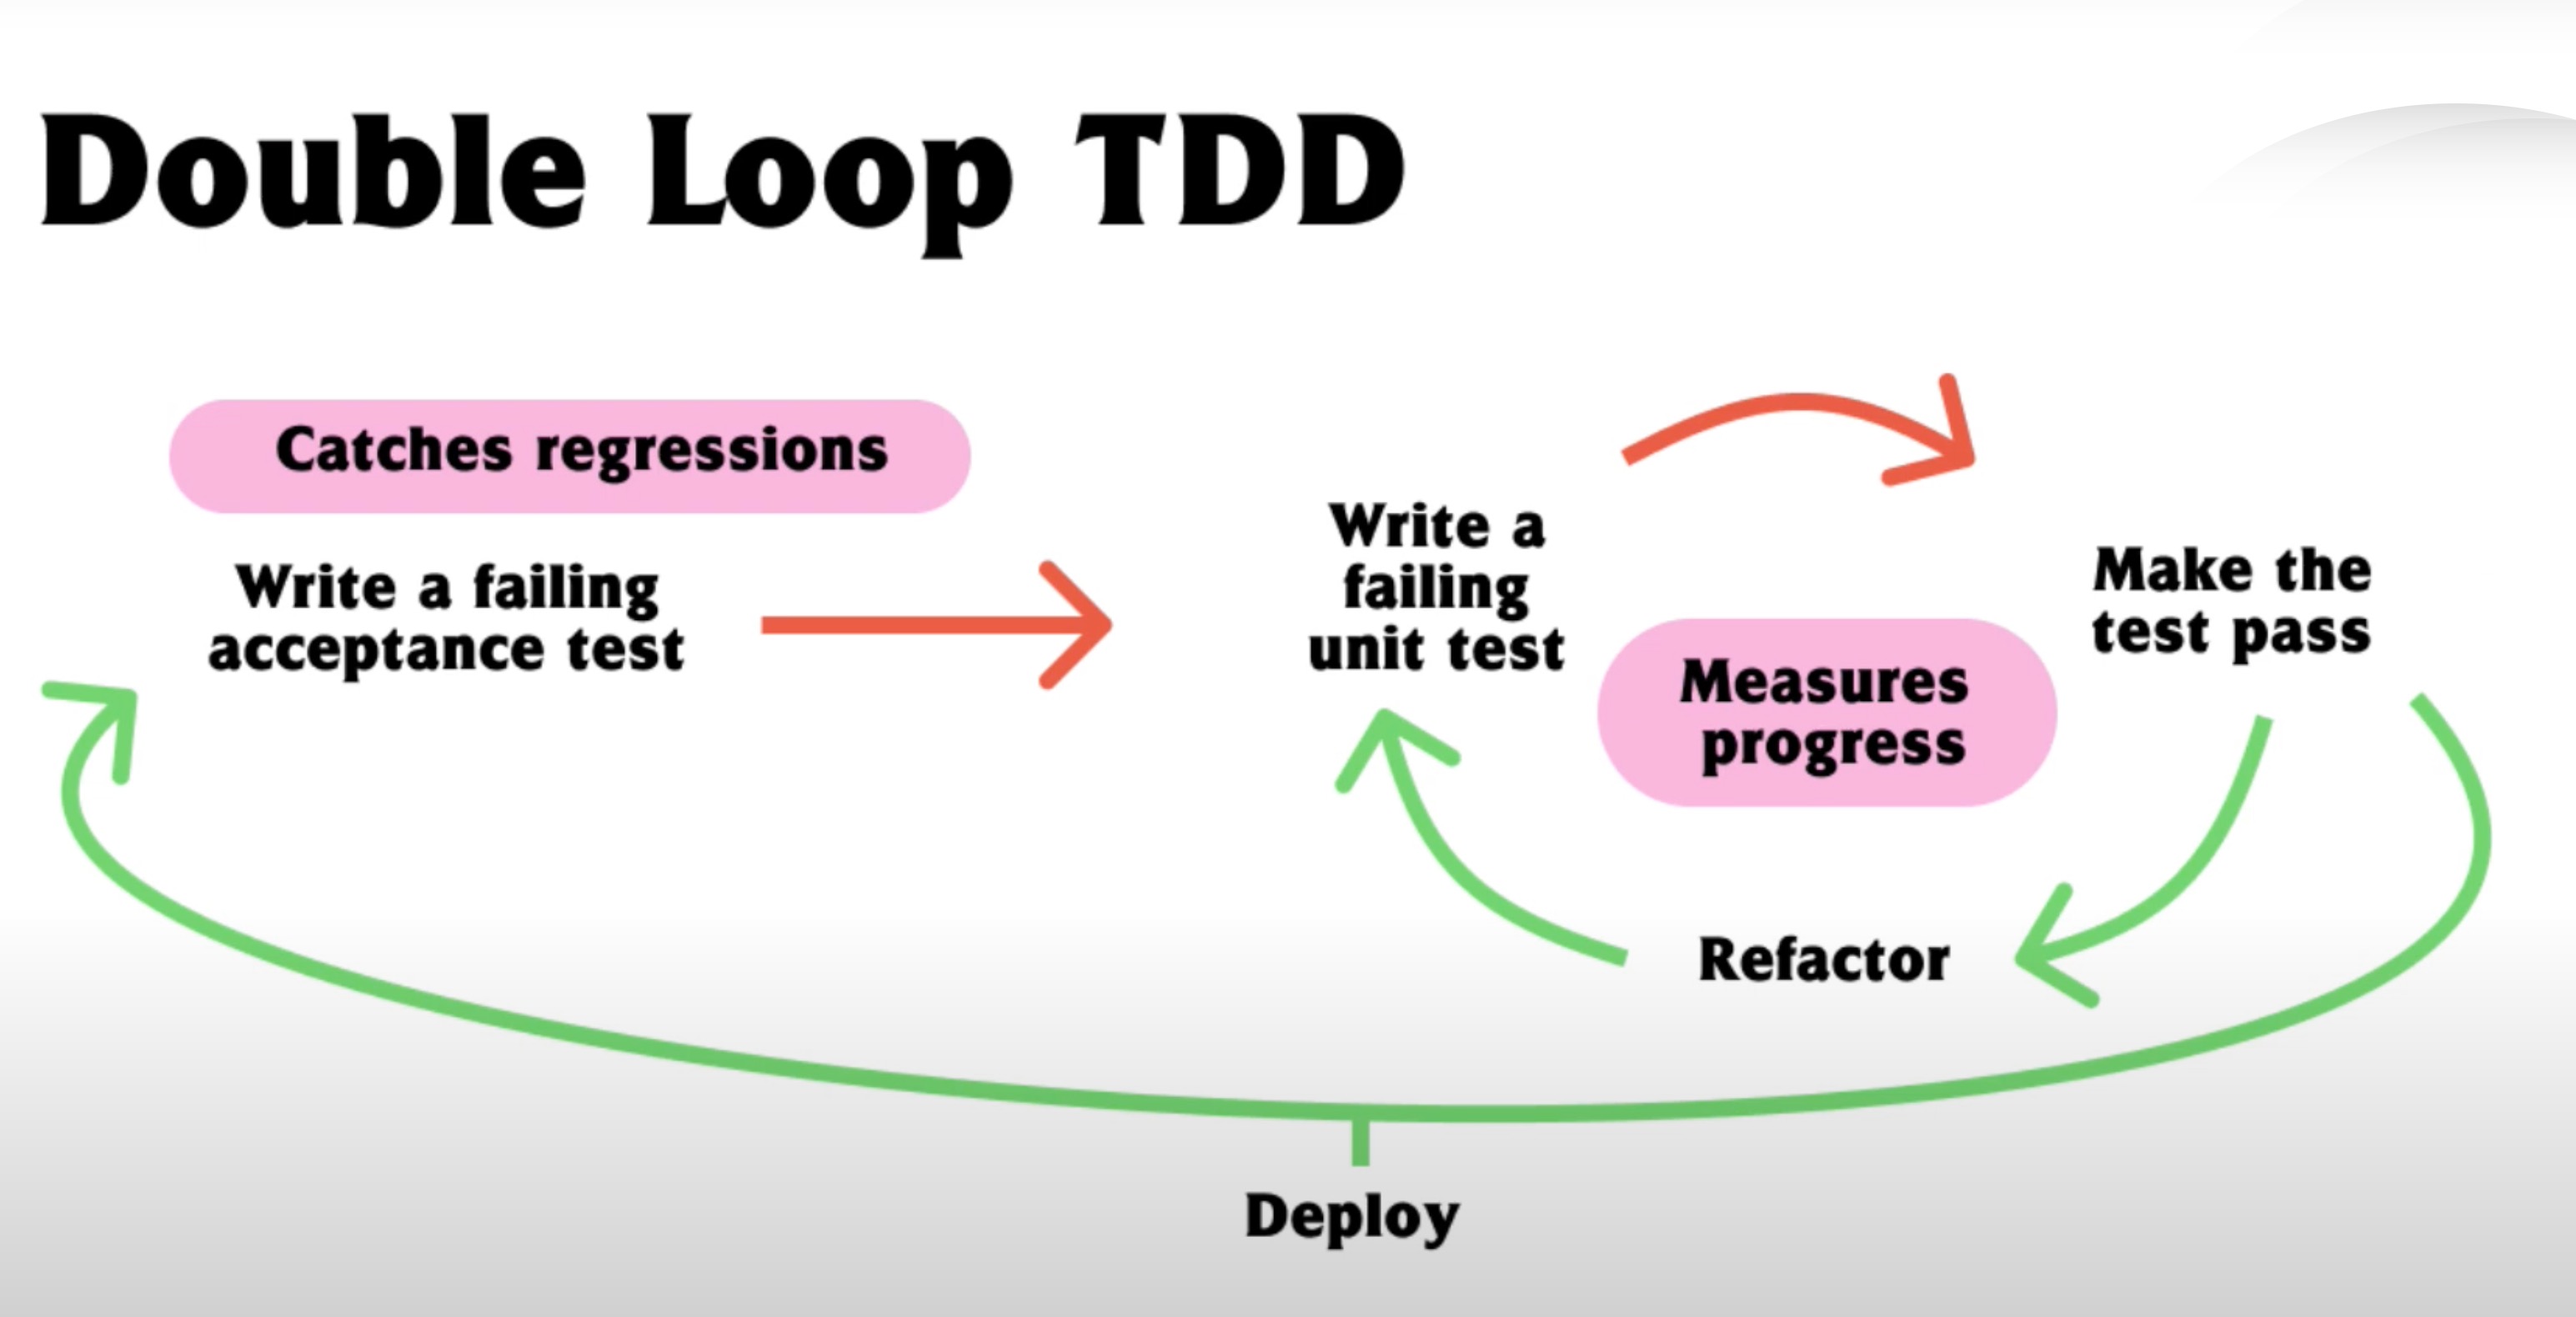 Double Loop TDD
Catches regressions
Write a failing
acceptance test
Write a
failing
unit test
Make the
test pass
Measures
progress
Refactor
Deploy